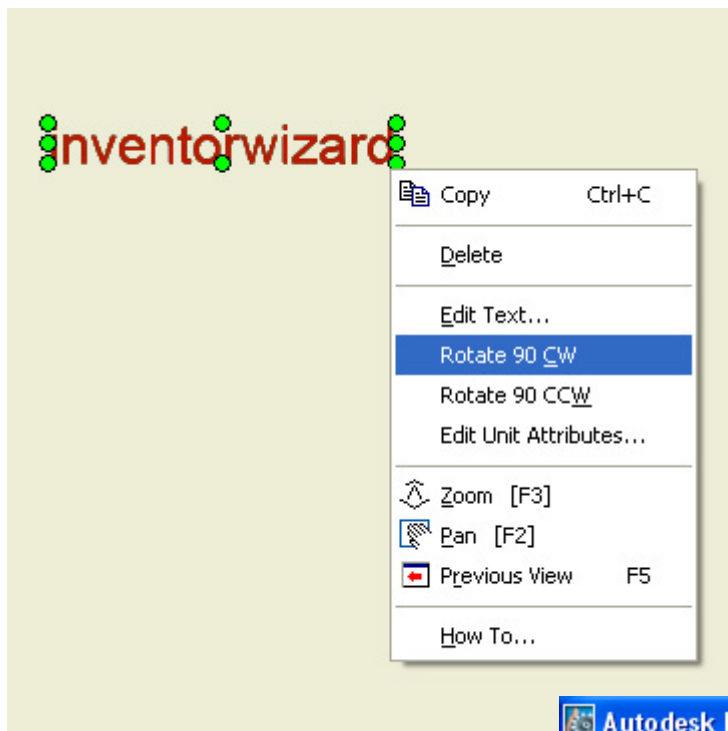 inventorwizard
Copy Ctrl+C
Delete
Edit Text...
Rotate 90 CW
Rotate 90 CCW
Edit Unit Attributes...
Zoom [F3]
Pan [F2]
Previous View F5
How To...
Autodesk